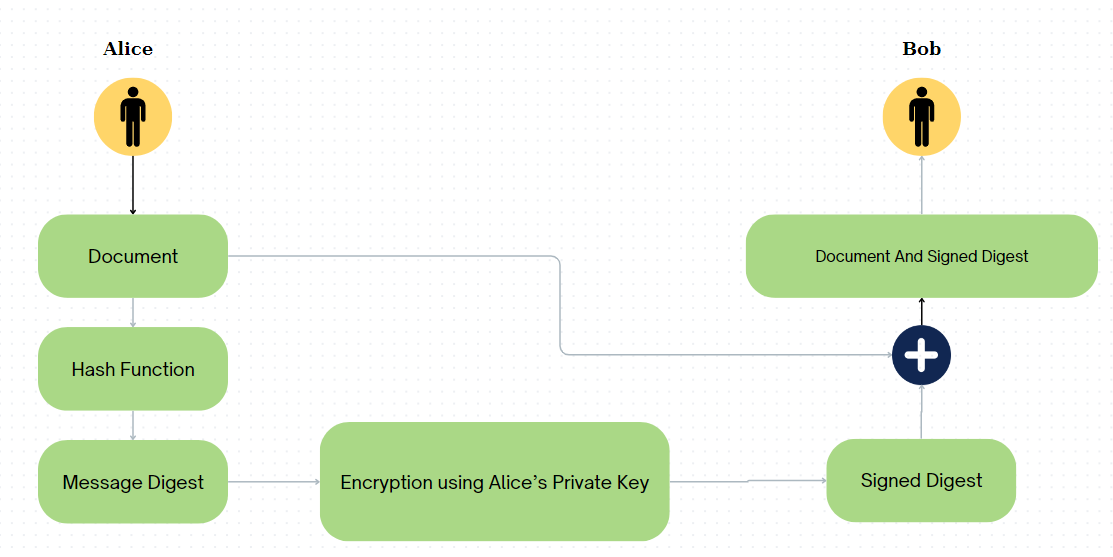 Alice
Bob
Document
Document And Signed Digest
Hash Function
Message Digest
Encryption using Alice’s Private Key
Signed Digest